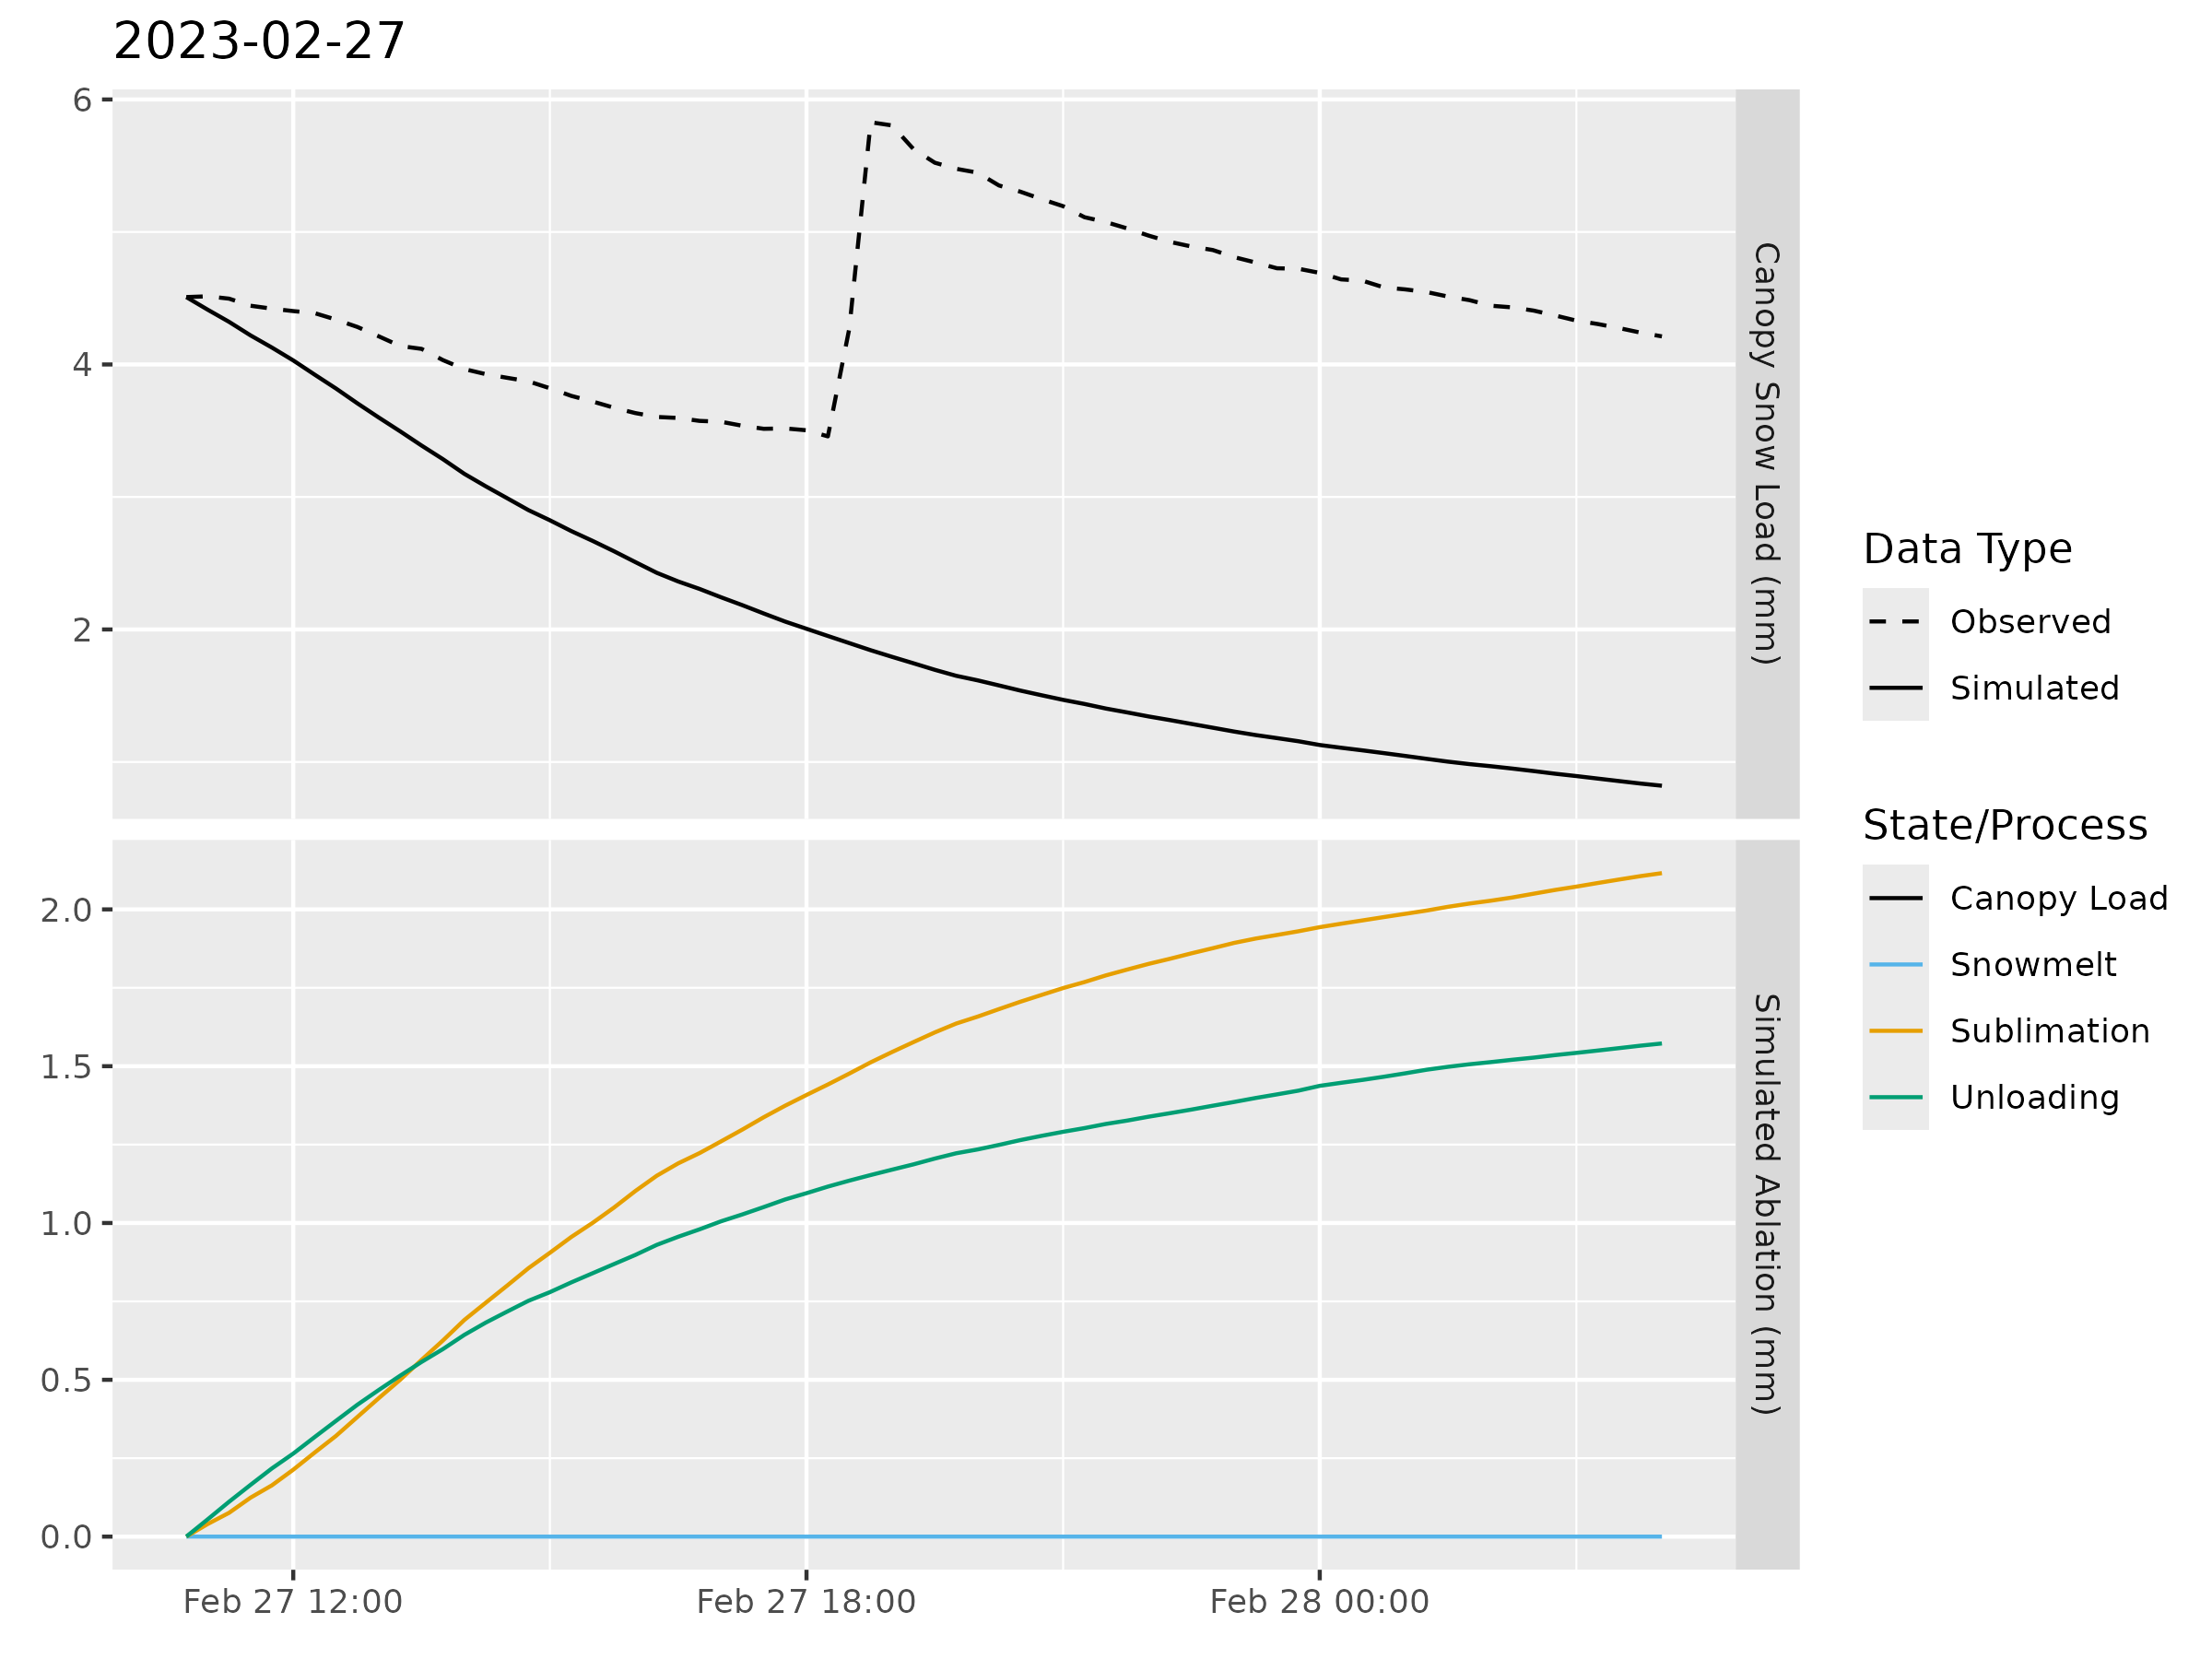 2023-02-27
6
4
2
Canopy Snow Load (mm)
2.0
1.5
1.0
0.5
0.0
Simulated Ablation (mm)
Feb 27 12:00
Feb 27 18:00
Feb 28 00:00
Data Type
Observed
Simulated
State/Process
Canopy Load
Snowmelt
Sublimation
Unloading